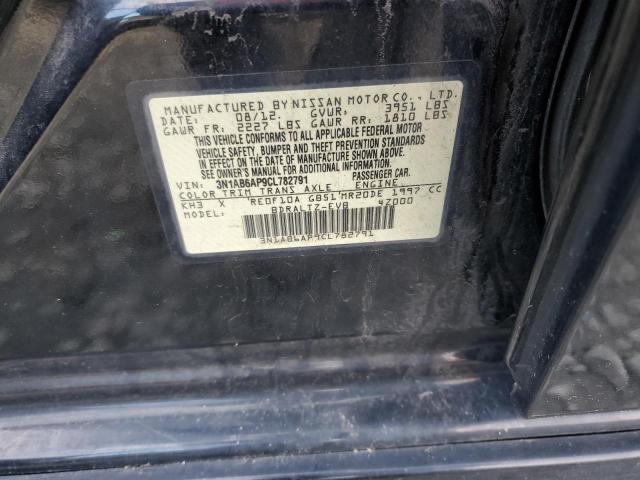 MANUFACTURED BY NISSAN MOTOR CO., LTD.
DATE: 08/12. GVWR: 3951 LBS
GAWR FR: 2227 LBS GAWR RR: 1810 LBS
THIS VEHICLE CONFORMS TO ALL APPLICABLE FEDERAL MOTOR
VEHICLE SAFETY, BUMPER AND THEFT PREVENTION STANDARDS
IN EFFECT ON THE DATE OF MANUFACTURE SHOWN ABOVE.
SEE OWNER'S MANUAL FOR ADDITIONAL INFORMATION.
VIN: 3N1AB6AP9CL782791 PASSENGER CAR.
COLOR TRIM TRANS AXLE ENGINE
KH3 X RE0F10A GB51 MR20DE 1997 CC
MODEL: BDRALTZ-EVB 4Z000
3N1AB6AP9CL782791